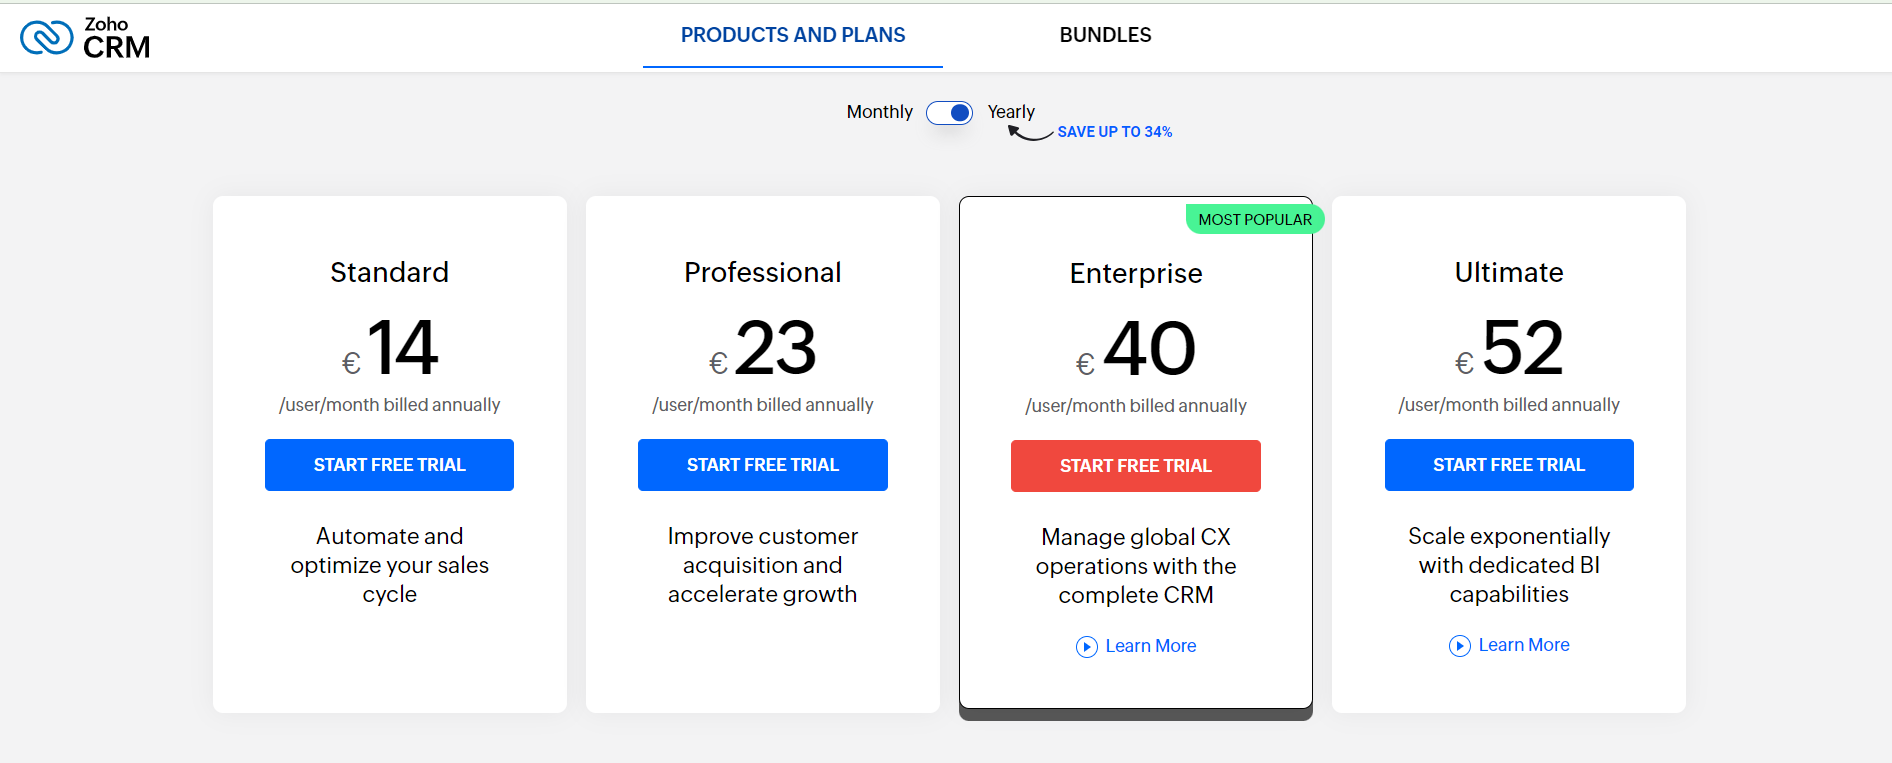 Zoho
CRM
PRODUCTS AND PLANS
BUNDLES
Monthly
Yearly
SAVE UP TO 34%
Standard
€14
/user/month billed annually
START FREE TRIAL
Automate and
optimize your sales
cycle
Professional
€23
/user/month billed annually
START FREE TRIAL
Improve customer
acquisition and
accelerate growth
MOST POPULAR
Enterprise
€40
/user/month billed annually
START FREE TRIAL
Manage global CX
operations with the
complete CRM
Learn More
Ultimate
€52
/user/month billed annually
START FREE TRIAL
Scale exponentially
with dedicated BI
capabilities
Learn More